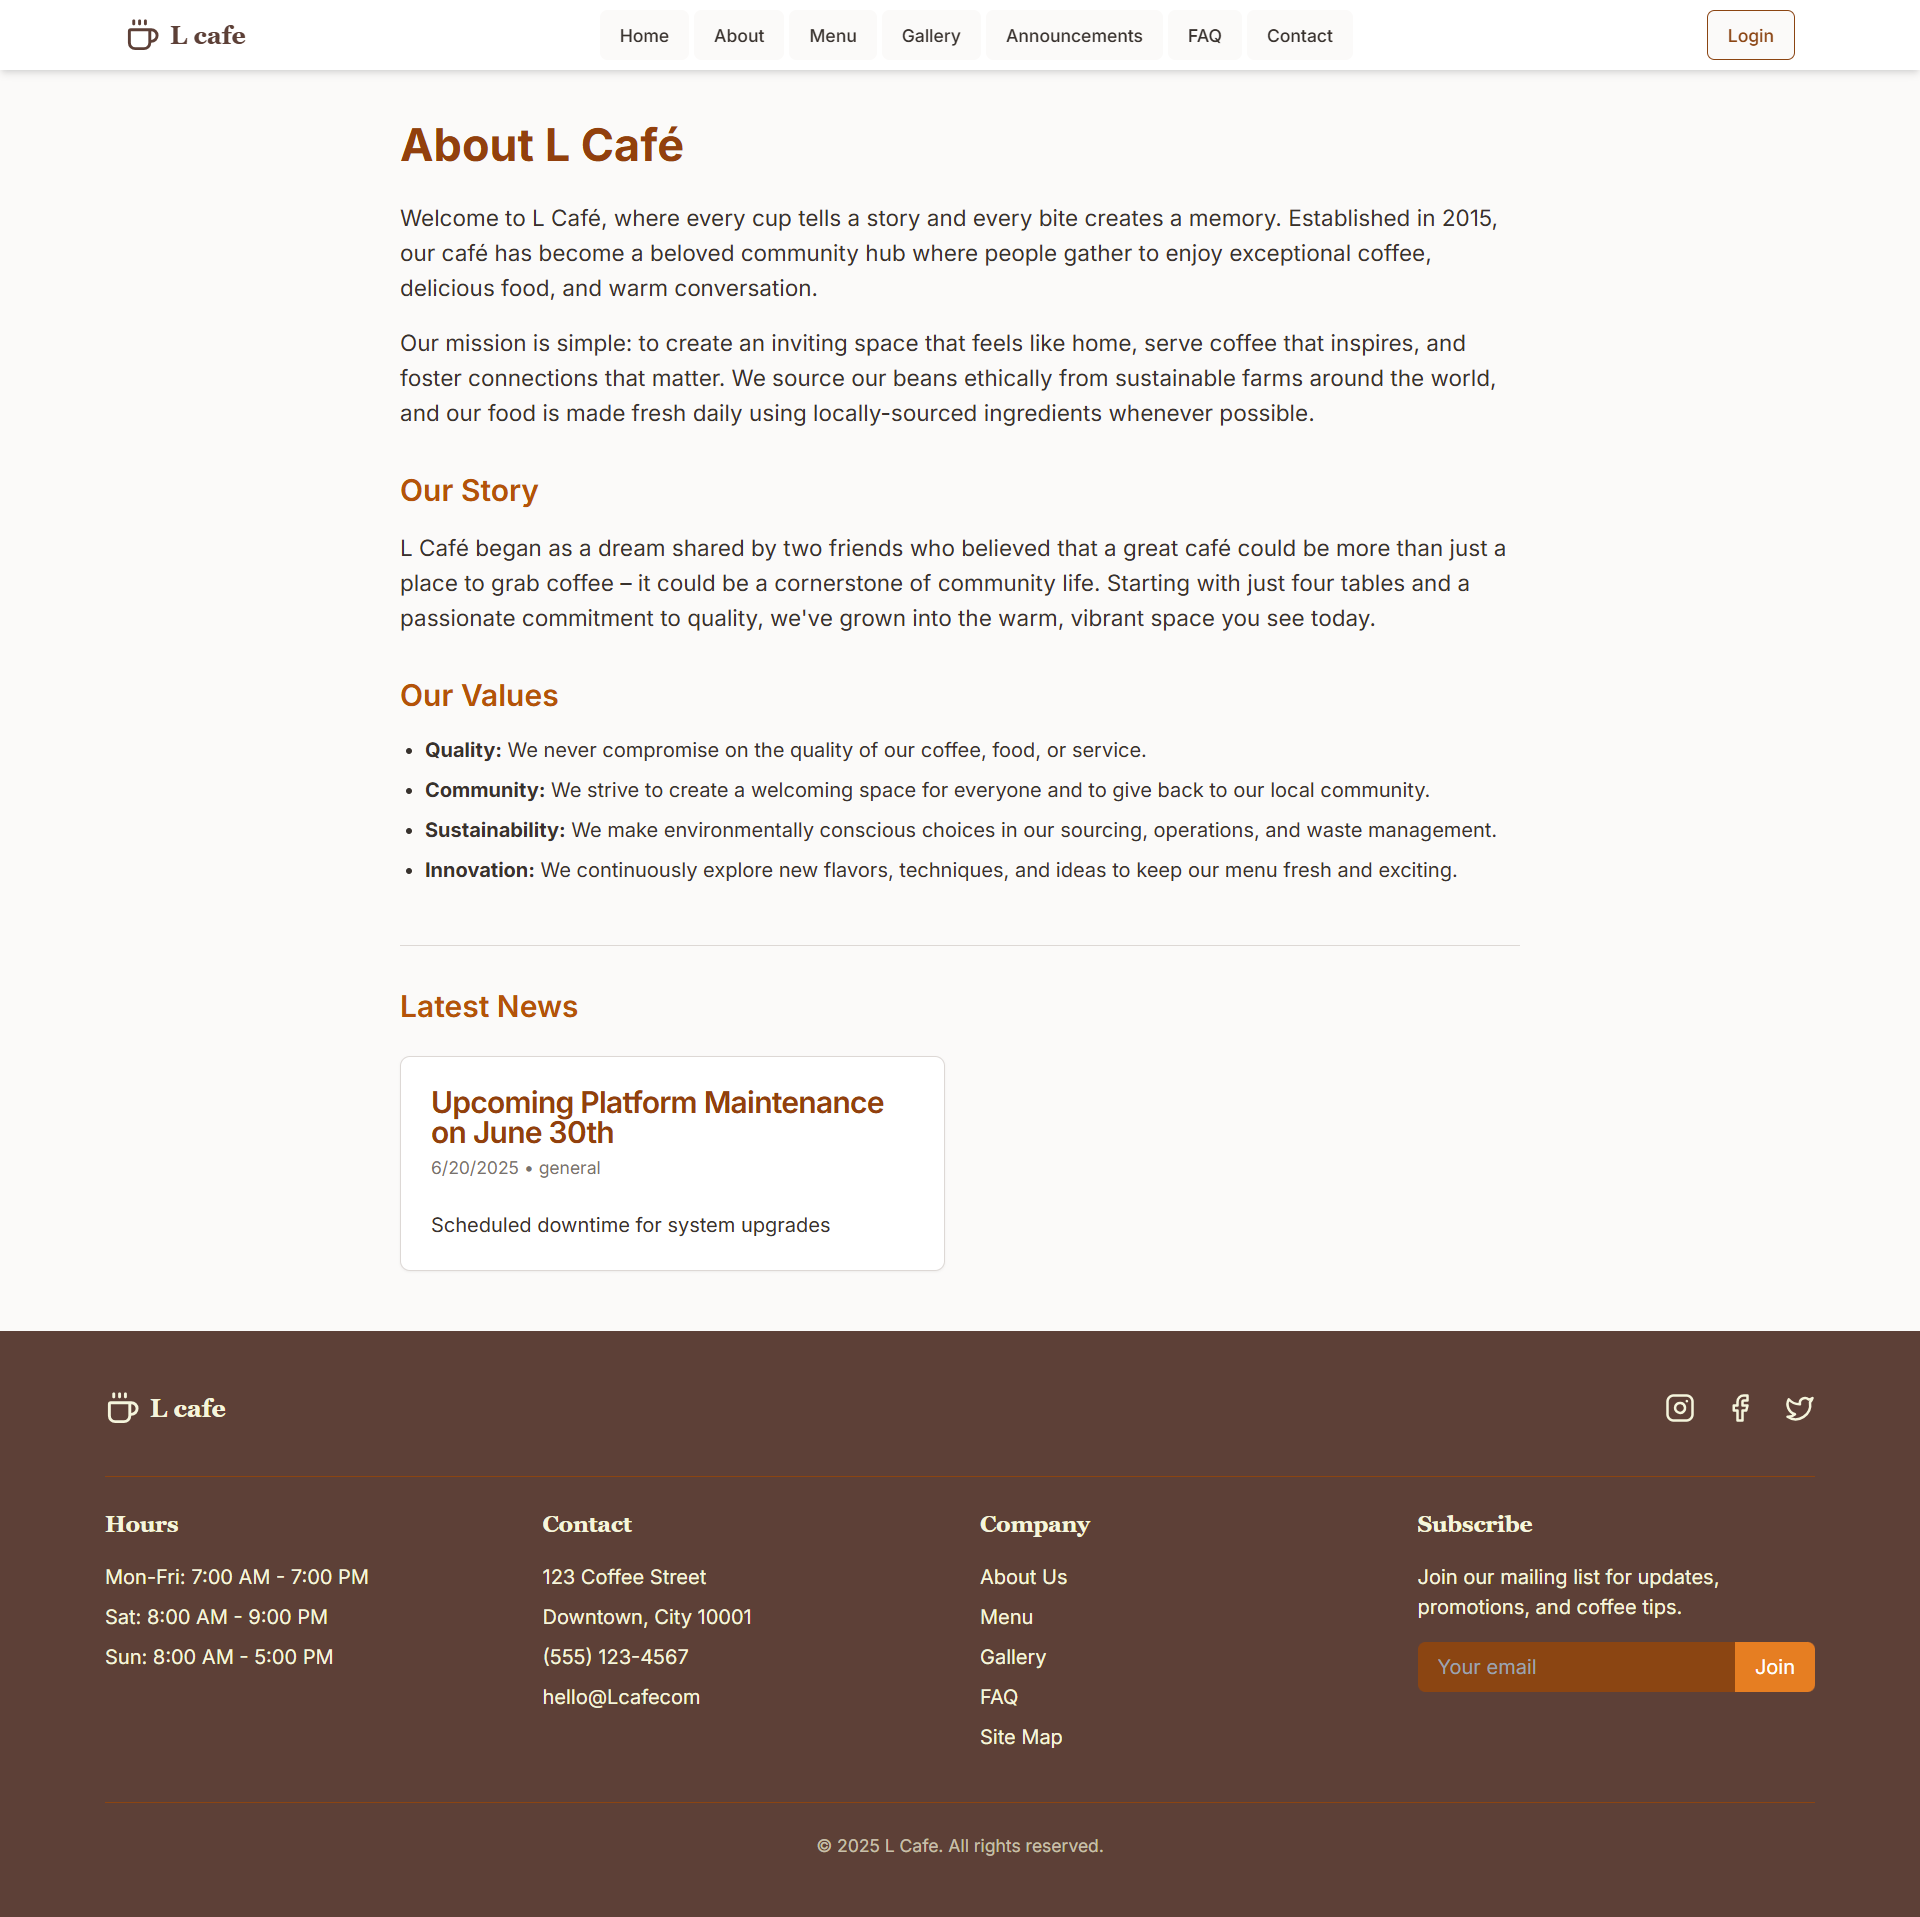 L cafe
Home
About
Menu
Gallery
Announcements
FAQ
Contact
Login
About L Café
Welcome to L Café, where every cup tells a story and every bite creates a memory. Established in 2015,
our café has become a beloved community hub where people gather to enjoy exceptional coffee,
delicious food, and warm conversation.
Our mission is simple: to create an inviting space that feels like home, serve coffee that inspires, and
foster connections that matter. We source our beans ethically from sustainable farms around the world,
and our food is made fresh daily using locally-sourced ingredients whenever possible.
Our Story
L Café began as a dream shared by two friends who believed that a great café could be more than just a
place to grab coffee – it could be a cornerstone of community life. Starting with just four tables and a
passionate commitment to quality, we've grown into the warm, vibrant space you see today.
Our Values
• Quality: We never compromise on the quality of our coffee, food, or service.
• Community: We strive to create a welcoming space for everyone and to give back to our local community.
• Sustainability: We make environmentally conscious choices in our sourcing, operations, and waste management.
• Innovation: We continuously explore new flavors, techniques, and ideas to keep our menu fresh and exciting.
Latest News
Upcoming Platform Maintenance
on June 30th
6/20/2025 • general
Scheduled downtime for system upgrades
L cafe
Hours
Mon-Fri: 7:00 AM - 7:00 PM
Sat: 8:00 AM - 9:00 PM
Sun: 8:00 AM - 5:00 PM
Contact
123 Coffee Street
Downtown, City 10001
(555) 123-4567
hello@Lcafecom
Company
About Us
Menu
Gallery
FAQ
Site Map
Subscribe
Join our mailing list for updates,
promotions, and coffee tips.
Your email
Join
© 2025 L Cafe. All rights reserved.